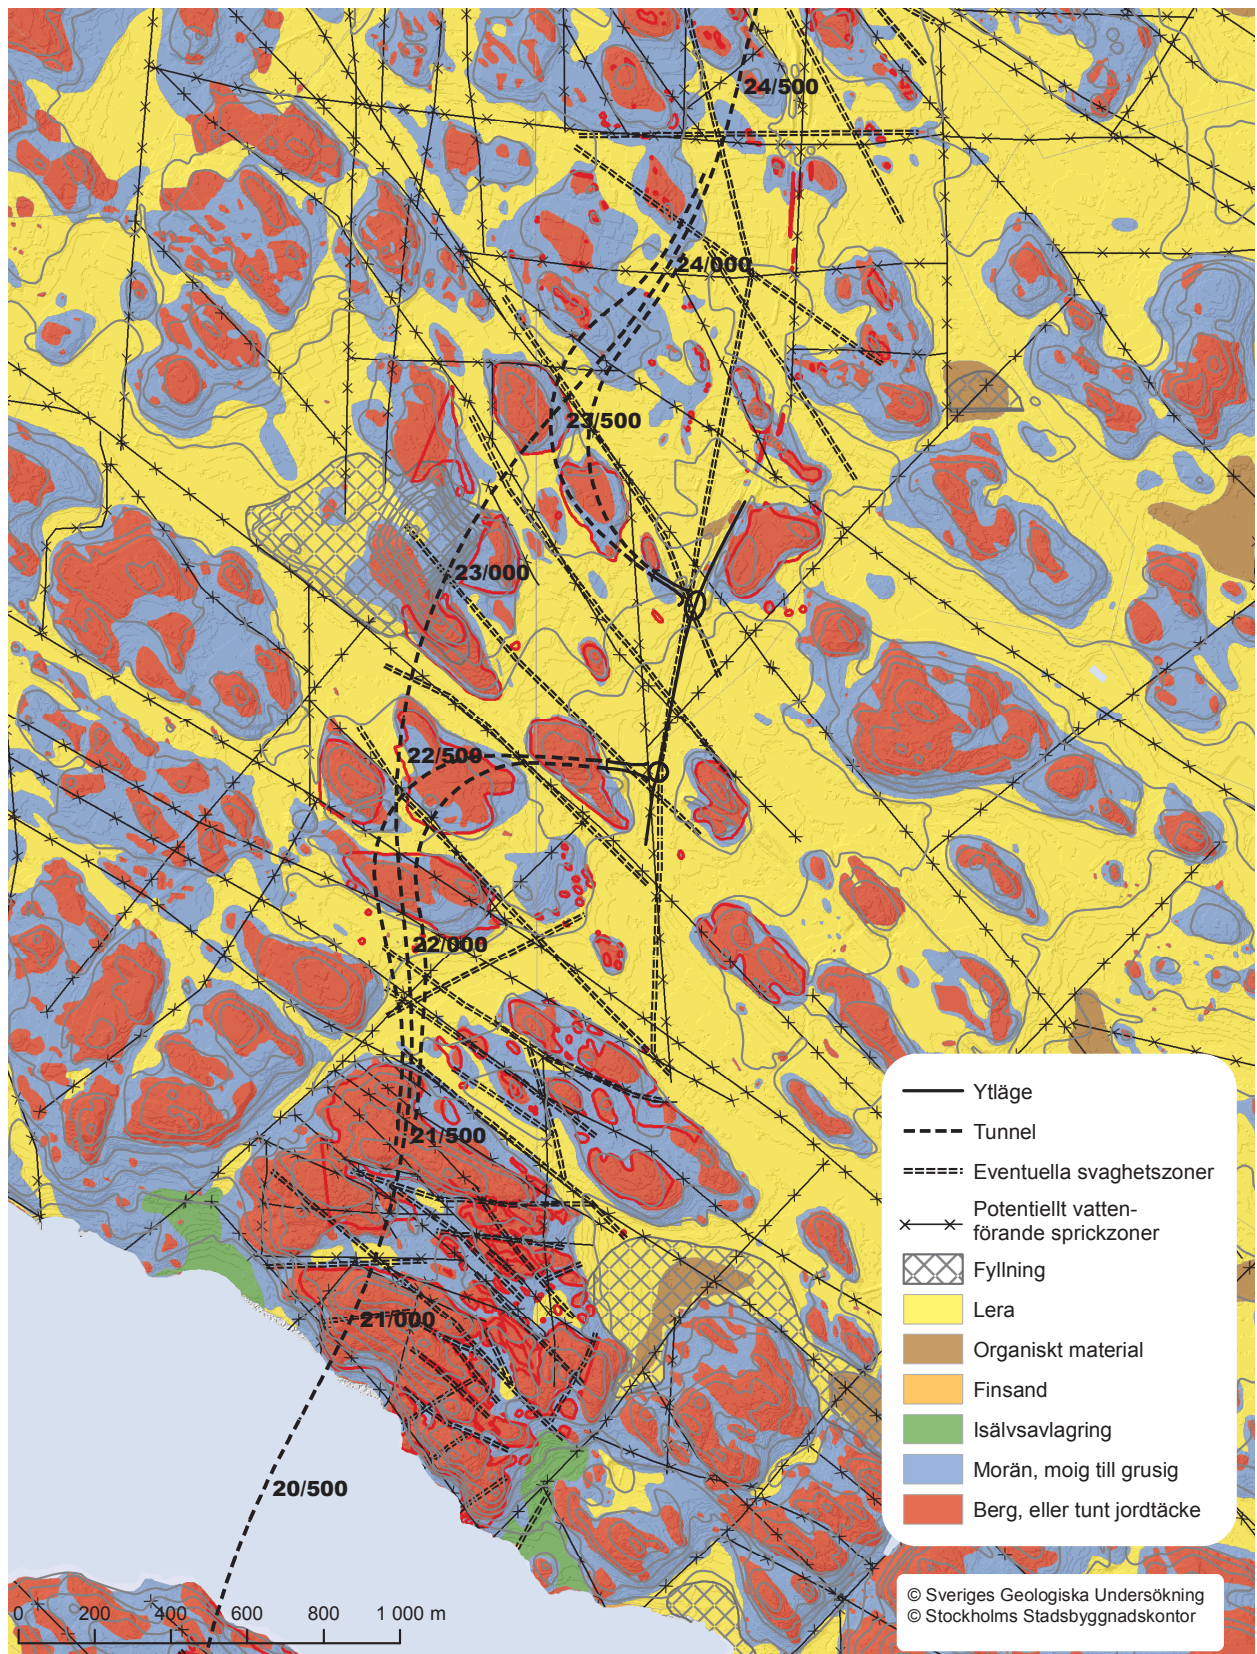 24/500
24/000
23/500
23/000
22/500
22/000
21/500
21/000
20/500
Ytläge
Tunnel
Eventuella svaghetszoner
Potentiellt vatten-
förande sprickzoner
Fyllning
Lera
Organiskt material
Finsand
Isälvsavlagring
Morän, moig till grusig
Berg, eller tunt jordtäcke
© Sveriges Geologiska Undersökning
© Stockholms Stadsbyggnadskontor
0 200 400 600 800 1 000 m